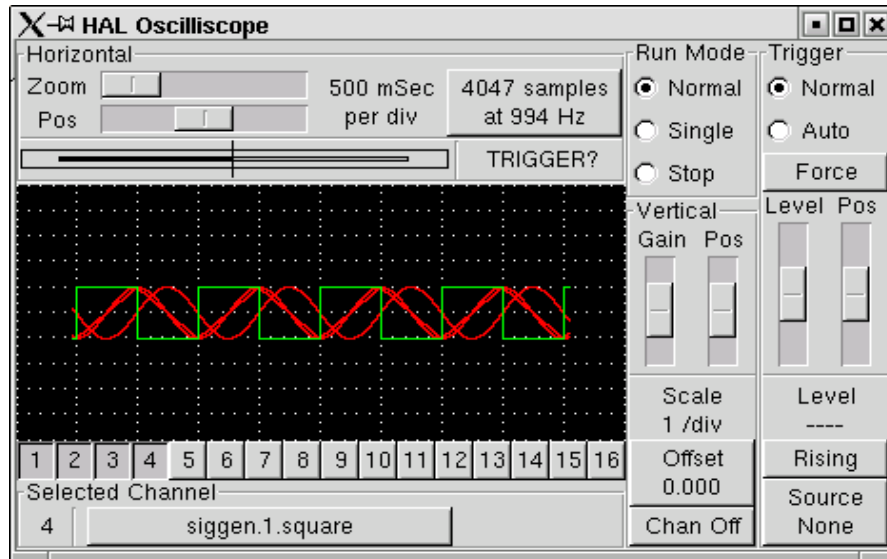 HAL Oscilliscope
Horizontal
Zoom
Pos
500 mSec
per div
4047 samples
at 994 Hz
TRIGGER?
Run Mode
Normal
Single
Stop
Trigger
Normal
Auto
Force
Level Pos
Vertical
Gain Pos
Scale
1 /div
Offset
0.000
Chan Off
Level
----
Rising
Source
None
1 2 3 4 5 6 7 8 9 10 11 12 13 14 15 16
Selected Channel
4 siggen.1.square